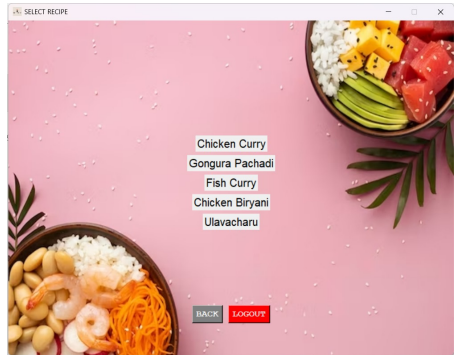 SELECT RECIPE
Chicken Curry
Gongura Pachadi
Fish Curry
Chicken Biryani
Ulavacharu
BACK LOGOUT